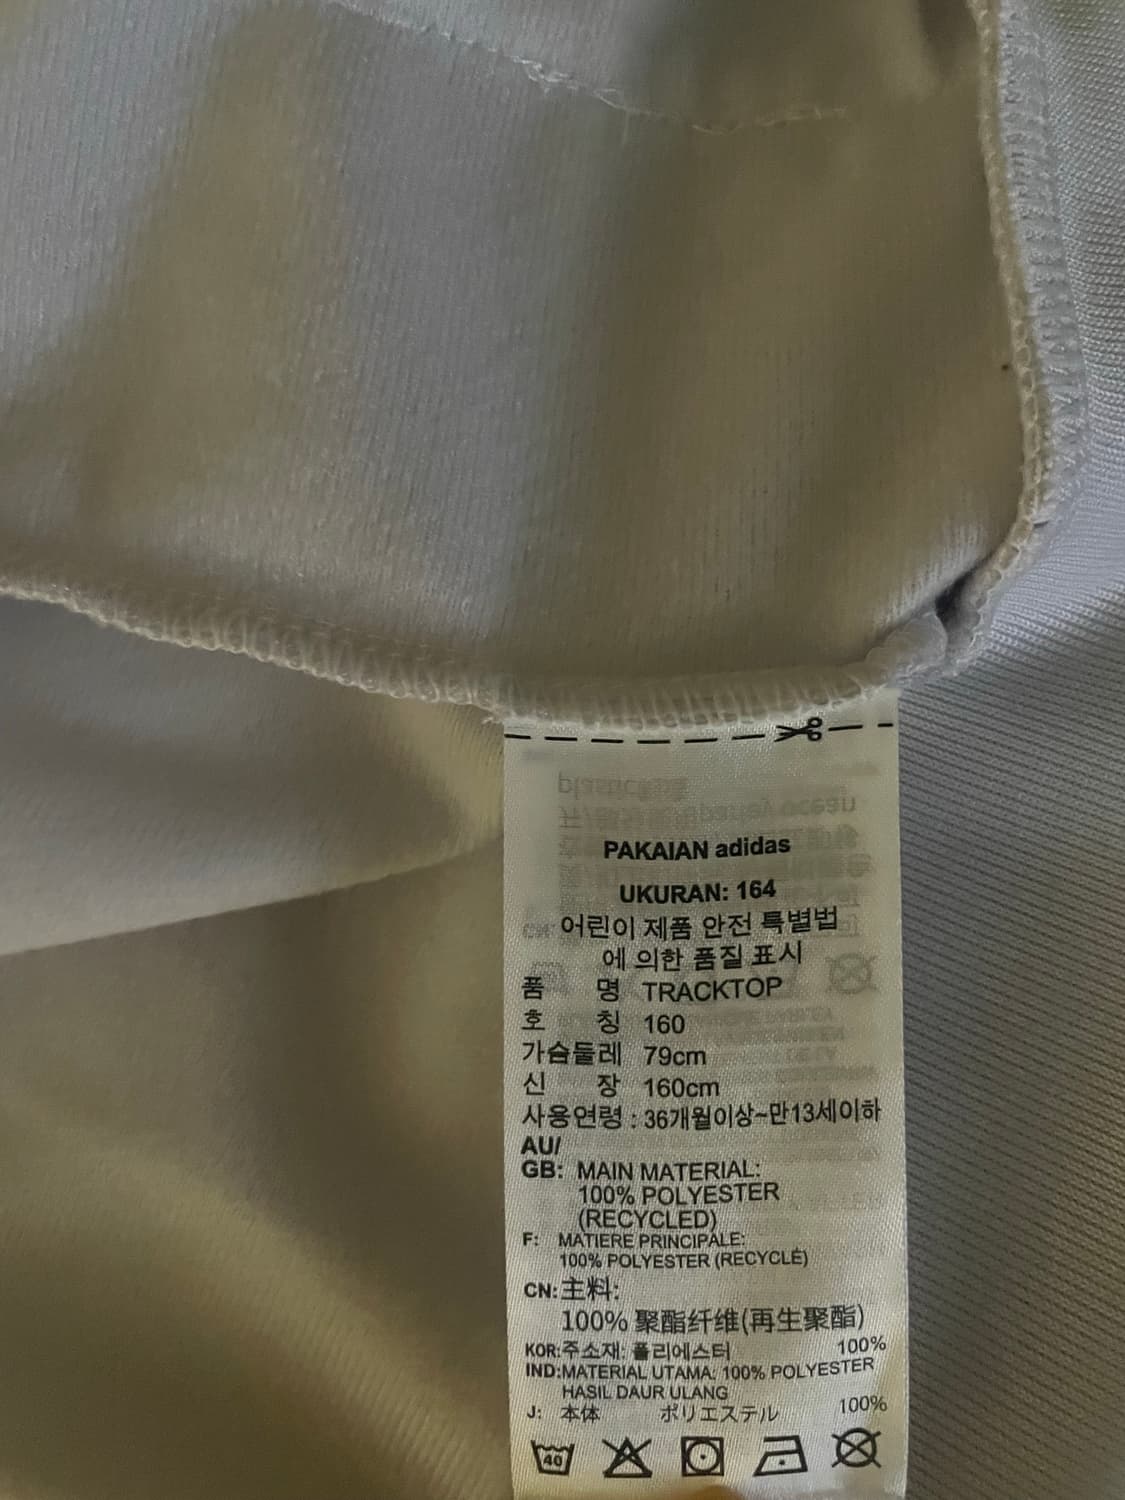 PAKAIAN adidas
UKURAN: 164
어린이 제품 안전 특별법
에 의한 품질 표시
품 명 TRACKTOP
호 칭 160
가슴둘레 79cm
신 장 160cm
사용연령 : 36개월이상~만13세이하
AU/
GB: MAIN MATERIAL:
100% POLYESTER
(RECYCLED)
F: MATIERE PRINCIPALE:
100% POLYESTER (RECYCLÉ)
CN: 主料:
100% 聚酯纤维(再生聚酯)
KOR:주소재: 폴리에스터 100%
IND:MATERIAL UTAMA: 100% POLYESTER
HASIL DAUR ULANG
J: 本体 ポリエステル 100%
40